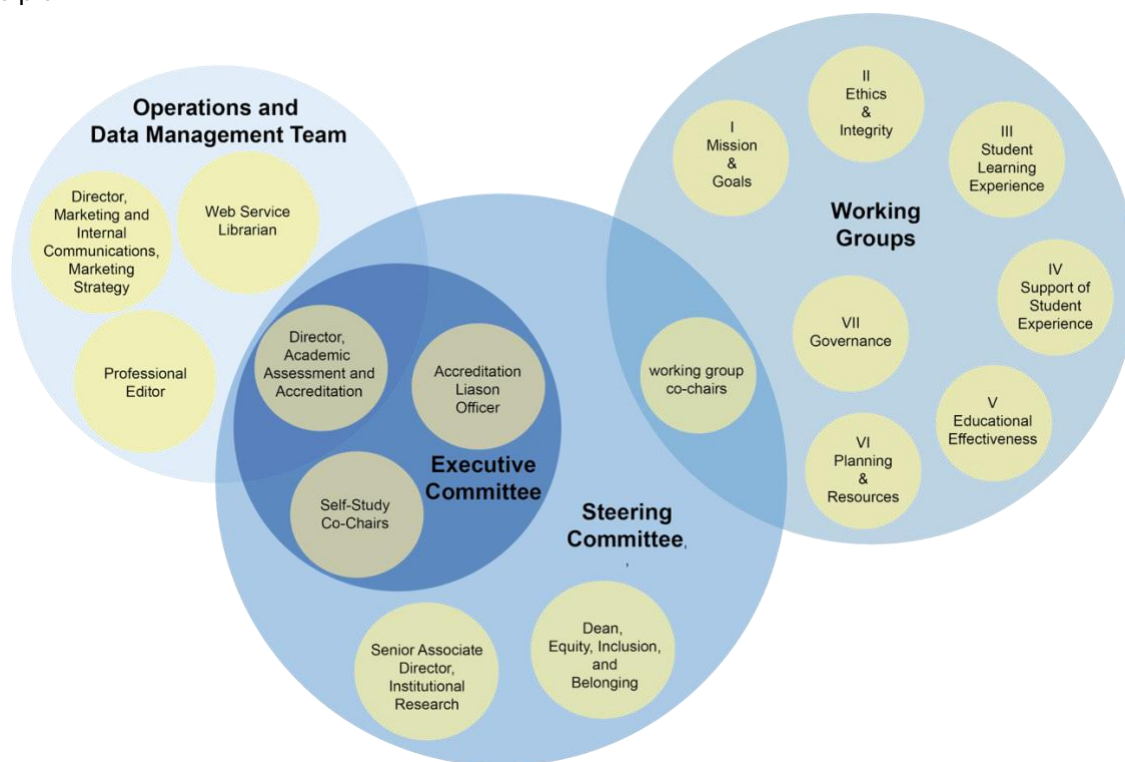 Operations and
Data Management Team
Director,
Marketing and
Internal
Communications,
Marketing
Strategy
Web Service
Librarian
Professional
Editor
Director,
Academic
Assessment and
Accreditation
Accreditation
Liason
Officer
Executive
Committee
Self-Study
Co-Chairs
Steering
Committee,
,
Senior Associate
Director,
Institutional
Research
Dean,
Equity, Inclusion,
and
Belonging
working group
co-chairs
Working
Groups
I
Mission
&
Goals
II
Ethics
&
Integrity
III
Student
Learning
Experience
IV
Support of
Student
Experience
V
Educational
Effectiveness
VI
Planning
&
Resources
VII
Governance